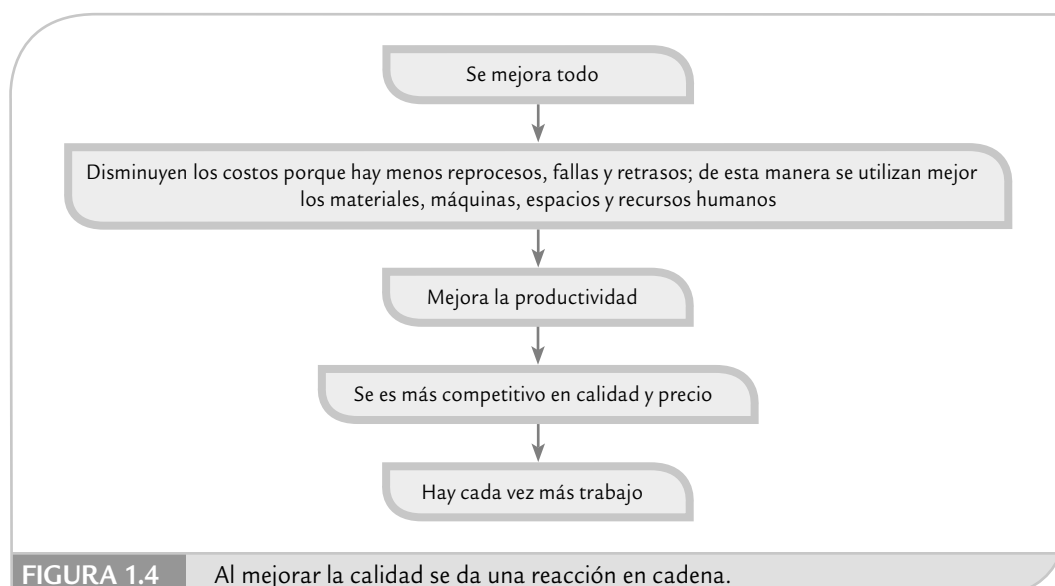 Se mejora todo
Disminuyen los costos porque hay menos reprocesos, fallas y retrasos; de esta manera se utilizan mejor
los materiales, máquinas, espacios y recursos humanos
Mejora la productividad
Se es más competitivo en calidad y precio
Hay cada vez más trabajo
FIGURA 1.4 Al mejorar la calidad se da una reacción en cadena.